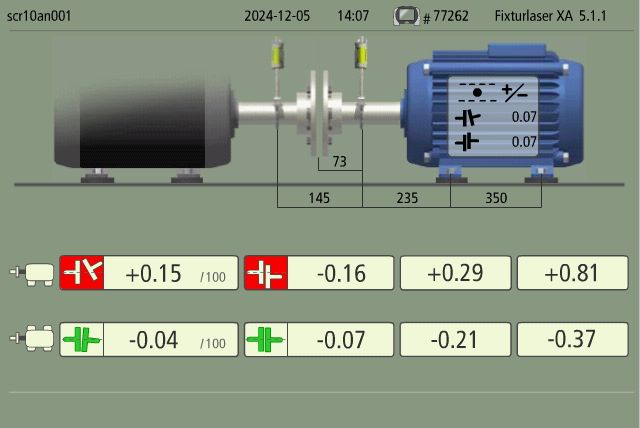 scr10an001 2024-12-05 14:07 # 77262 Fixturlaser XA 5.1.1
+/-
0.07
0.07
73
145 235 350
+0.15 /100 -0.16 +0.29 +0.81
-0.04 /100 -0.07 -0.21 -0.37